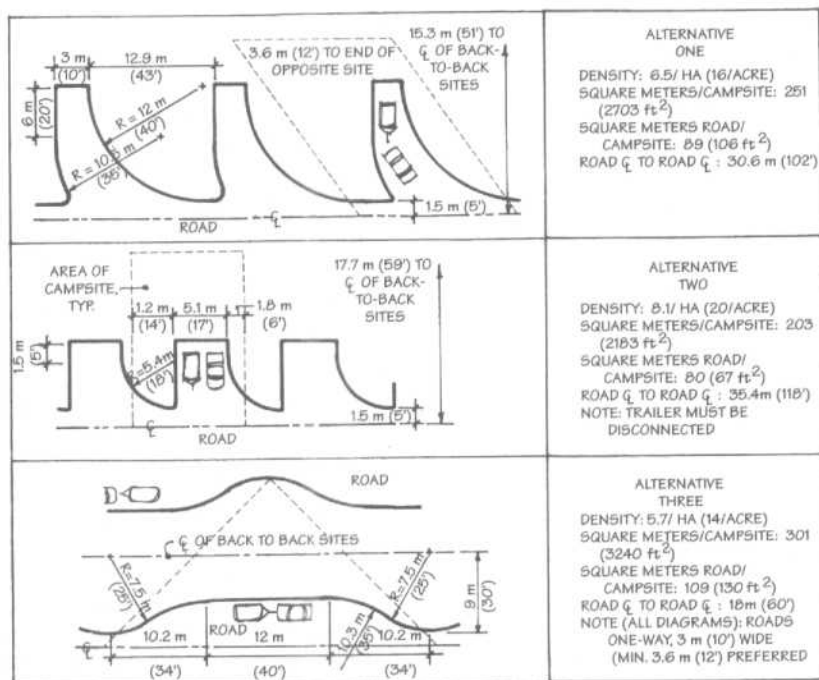 3 m
(10')
12.9 m
(43')
3.6 m (12') TO END OF
OPPOSITE SITE
15.3 m (51') TO
℄ OF BACK-
TO-BACK
SITES
6 m
(20')
R = 12 m
(40')
R = 10.5 m
(35')
1.5 m (5')
ROAD
℄
ALTERNATIVE
ONE
DENSITY: 6.5/ HA (16/ACRE)
SQUARE METERS/CAMPSITE: 251
(2703 ft²)
SQUARE METERS ROAD/
CAMPSITE: 89 (106 ft²)
ROAD ℄ TO ROAD ℄ : 30.6 m (102')
AREA OF
CAMPSITE,
TYP.
1.2 m
(14')
5.1 m
(17')
1.8 m
(6')
17.7 m (59') TO
℄ OF BACK-
TO-BACK
SITES
1.5 m
(5')
R=5.4m
(18')
1.5 m (5')
℄
ROAD
ALTERNATIVE
TWO
DENSITY: 8.1/ HA (20/ACRE)
SQUARE METERS/CAMPSITE: 203
(2183 ft²)
SQUARE METERS ROAD/
CAMPSITE: 80 (67 ft²)
ROAD ℄ TO ROAD ℄ : 35.4m (118')
NOTE: TRAILER MUST BE
DISCONNECTED
ROAD
℄ OF BACK TO BACK SITES
R=7.5 m
(25')
R=7.5 m
(25')
9 m
(30')
℄
10.2 m
(34')
ROAD
12 m
(40')
10.3 m
(35')
10.2 m
(34')
ALTERNATIVE
THREE
DENSITY: 5.7/ HA (14/ACRE)
SQUARE METERS/CAMPSITE: 301
(3240 ft²)
SQUARE METERS ROAD/
CAMPSITE: 109 (130 ft²)
ROAD ℄ TO ROAD ℄ : 18m (60')
NOTE (ALL DIAGRAMS): ROADS
ONE-WAY, 3 m (10') WIDE
(MIN. 3.6 m (12') PREFERRED